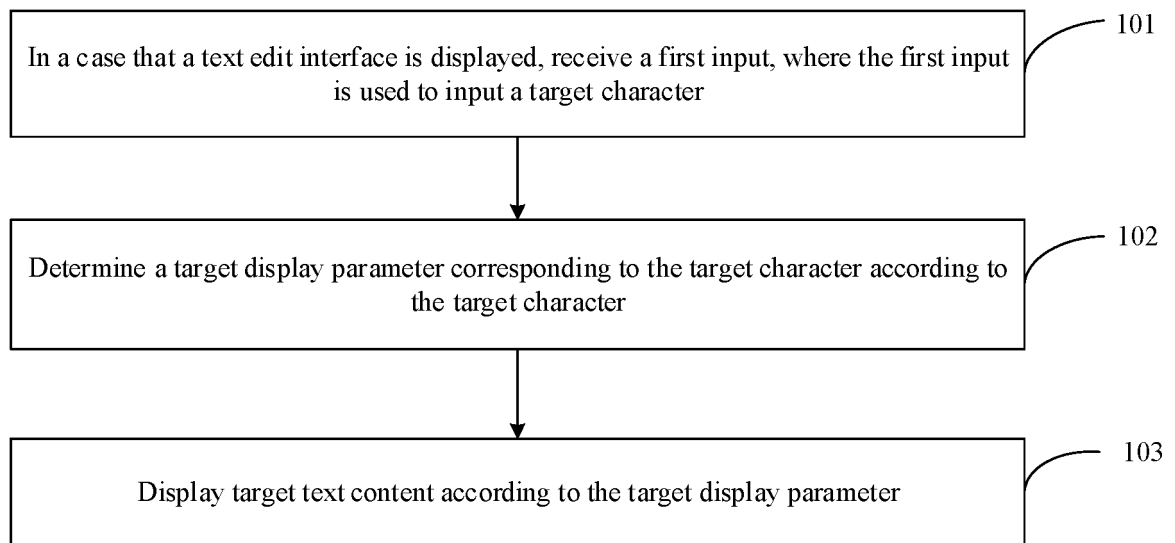 In a case that a text edit interface is displayed, receive a first input, where the first input
is used to input a target character
101
Determine a target display parameter corresponding to the target character according to
the target character
102
Display target text content according to the target display parameter
103